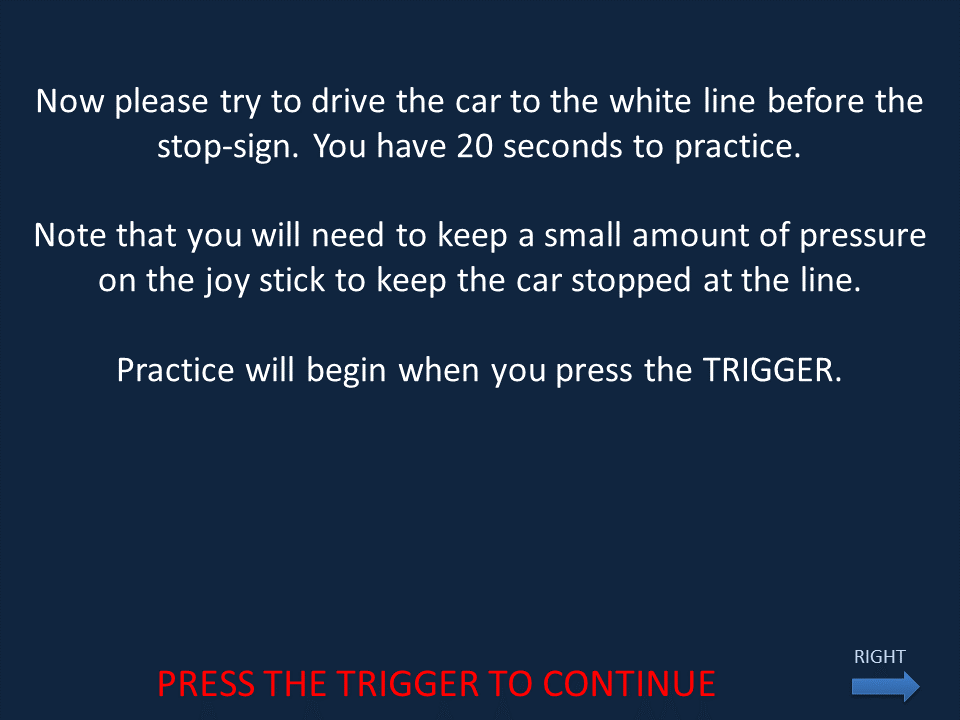 Now please try to drive the car to the white line before the
stop-sign. You have 20 seconds to practice.
Note that you will need to keep a small amount of pressure
on the joy stick to keep the car stopped at the line.
Practice will begin when you press the TRIGGER.
RIGHT
PRESS THE TRIGGER TO CONTINUE